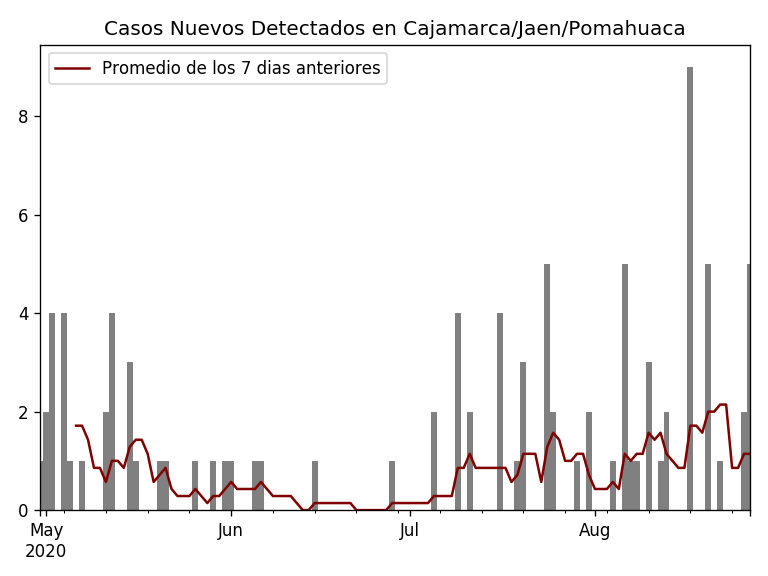 Casos Nuevos Detectados en Cajamarca/Jaen/Pomahuaca
Promedio de los 7 dias anteriores
8
6
4
2
0
May Jun Jul Aug
2020